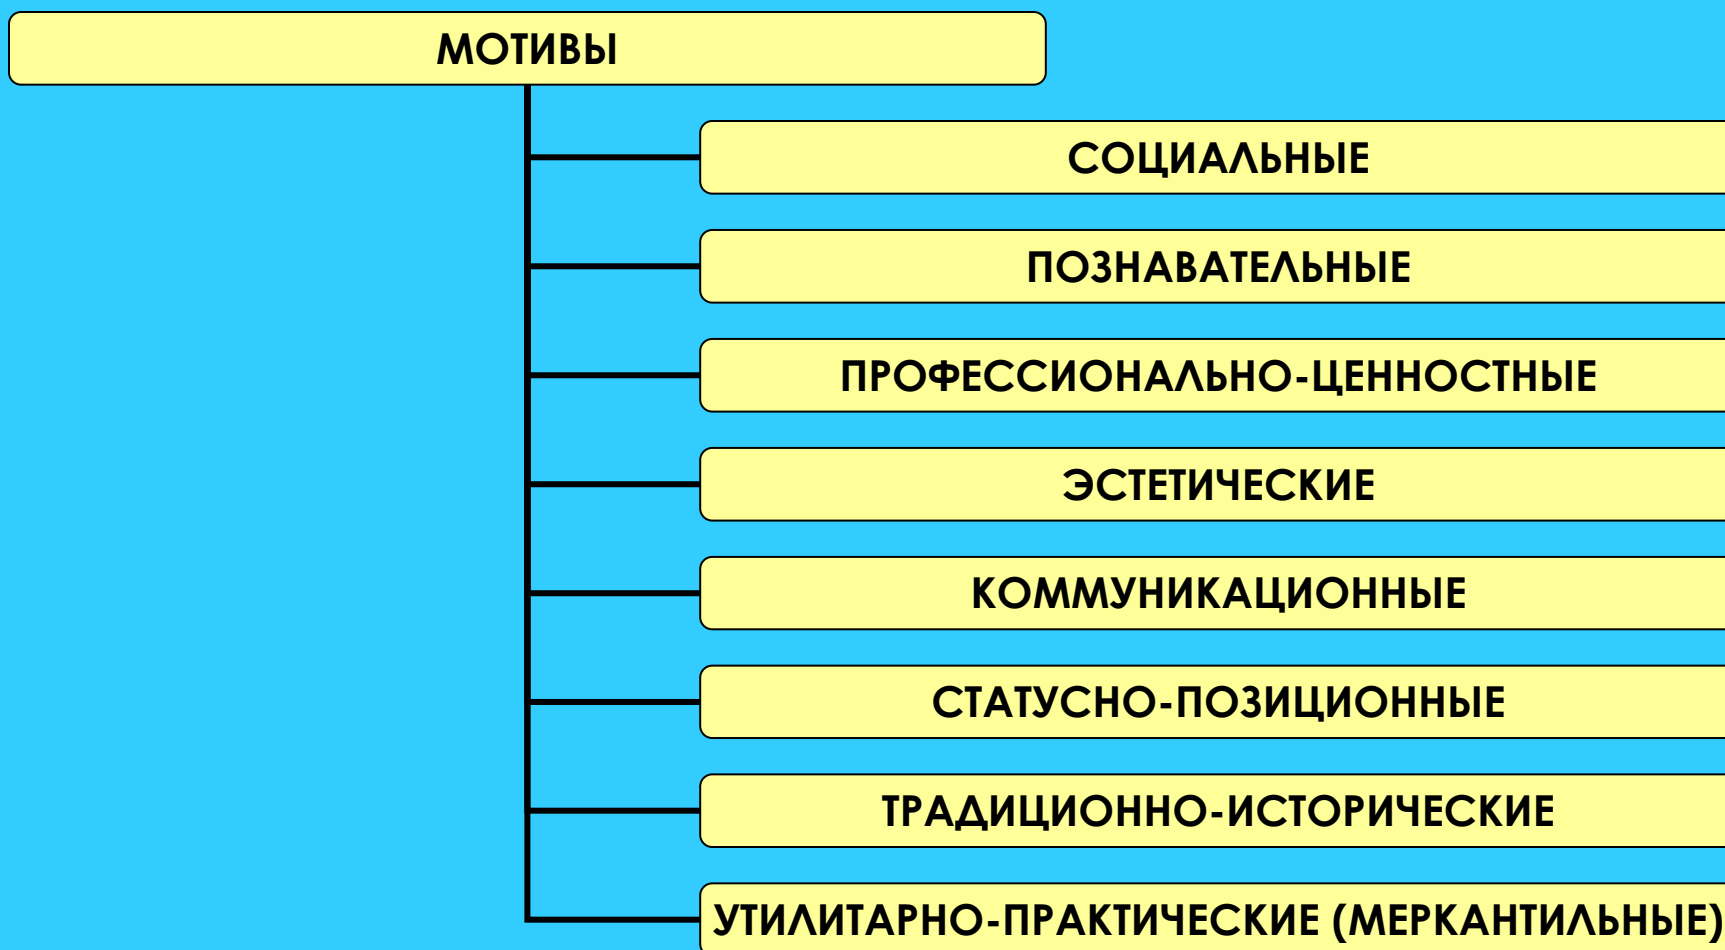 МОТИВЫ
СОЦИАЛЬНЫЕ
ПОЗНАВАТЕЛЬНЫЕ
ПРОФЕССИОНАЛЬНО-ЦЕННОСТНЫЕ
ЭСТЕТИЧЕСКИЕ
КОММУНИКАЦИОННЫЕ
СТАТУСНО-ПОЗИЦИОННЫЕ
ТРАДИЦИОННО-ИСТОРИЧЕСКИЕ
УТИЛИТАРНО-ПРАКТИЧЕСКИЕ (МЕРКАНТИЛЬНЫЕ)